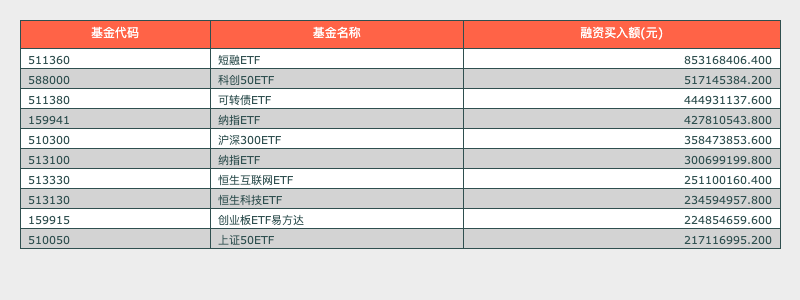 基金代码 基金名称 融资买入额(元)
511360 短融ETF 853168406.400
588000 科创50ETF 517145384.200
511380 可转债ETF 444931137.600
159941 纳指ETF 427810543.800
510300 沪深300ETF 358473853.600
513100 纳指ETF 300699199.800
513330 恒生互联网ETF 251100160.400
513130 恒生科技ETF 234594957.800
159915 创业板ETF易方达 224854659.600
510050 上证50ETF 217116995.200